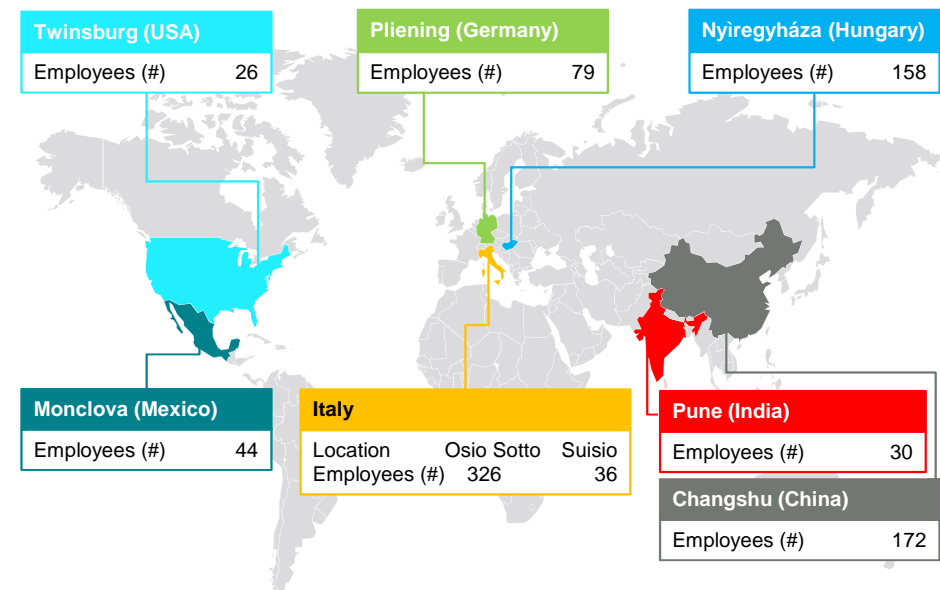 Twinsburg (USA)
Employees (#) 26
Pliening (Germany)
Employees (#) 79
Nyìregyháza (Hungary)
Employees (#) 158
Monclova (Mexico)
Employees (#) 44
Italy
Location Osio Sotto Suisio
Employees (#) 326 36
Pune (India)
Employees (#) 30
Changshu (China)
Employees (#) 172